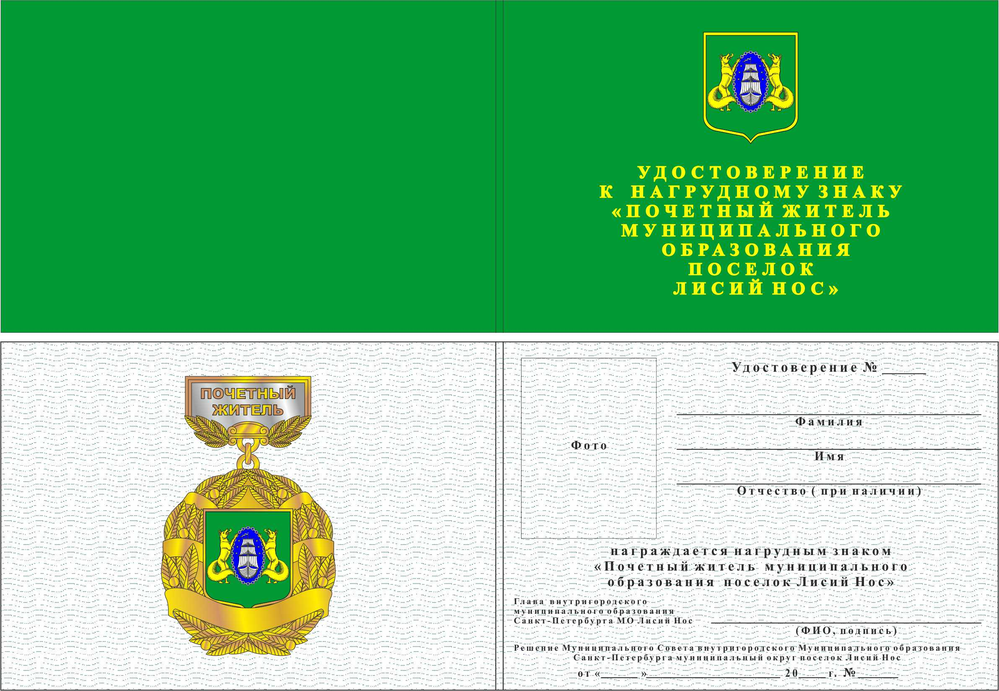 УДОСТОВЕРЕНИЕ
К НАГРУДНОМУ ЗНАКУ
«ПОЧЕТНЫЙ ЖИТЕЛЬ
МУНИЦИПАЛЬНОГО
ОБРАЗОВАНИЯ
ПОСЕЛОК
ЛИСИЙ НОС»
ПОЧЕТНЫЙ
ЖИТЕЛЬ
Удостоверение № ______
Фото
Фамилия
Имя
Отчество ( при наличии)
награждается нагрудным знаком
«Почетный житель муниципального
образования поселок Лисий Нос»
Глава внутригородского
муниципального образования
Санкт-Петербурга МО Лисий Нос
(ФИО, подпись)
Решение Муниципального Совета внутригородского Муниципального образования
Санкт-Петербурга муниципальный округ поселок Лисий Нос
от «______ »______________________ 20____ г. №______